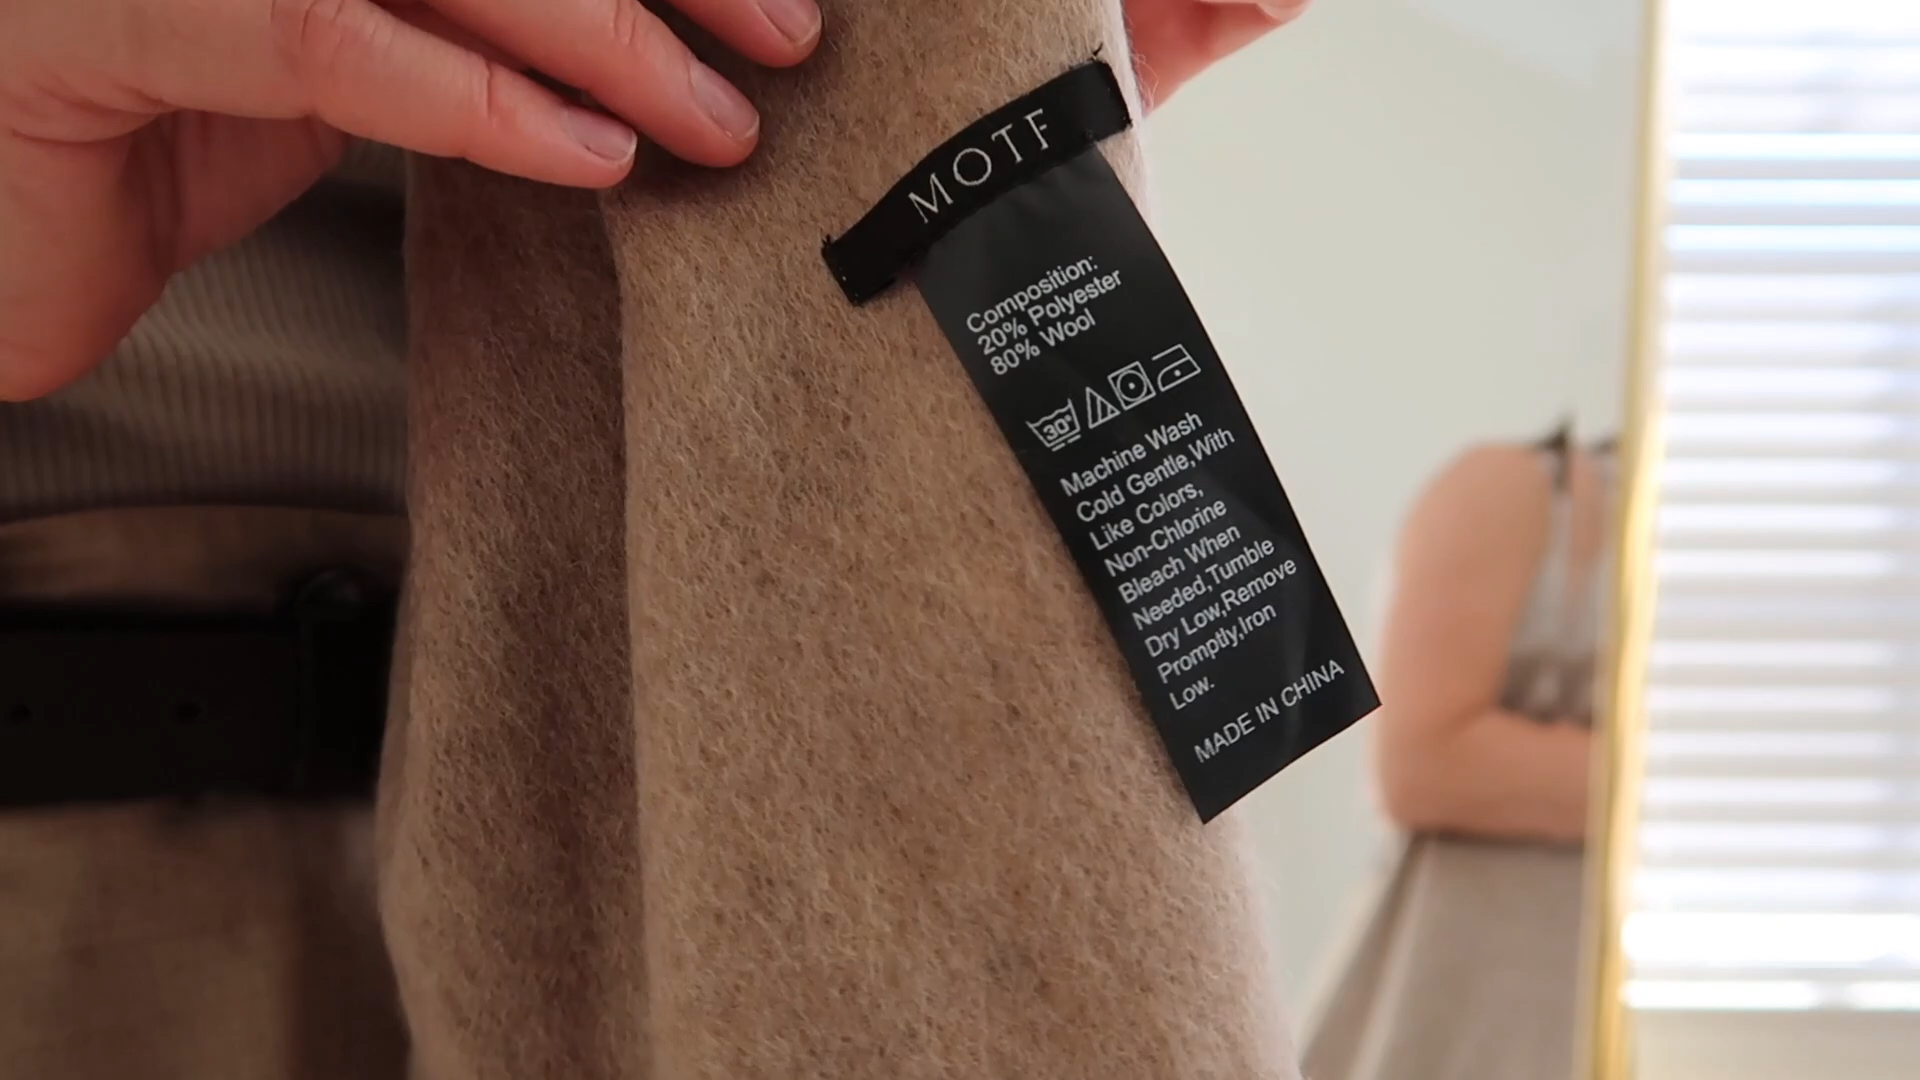 MOTF
Composition:
20% Polyester
80% Wool
30°
Machine Wash
Cold Gentle,With
Like Colors,
Non-Chlorine
Bleach When
Needed,Tumble
Dry Low,Remove
Promptly,Iron
Low.
MADE IN CHINA